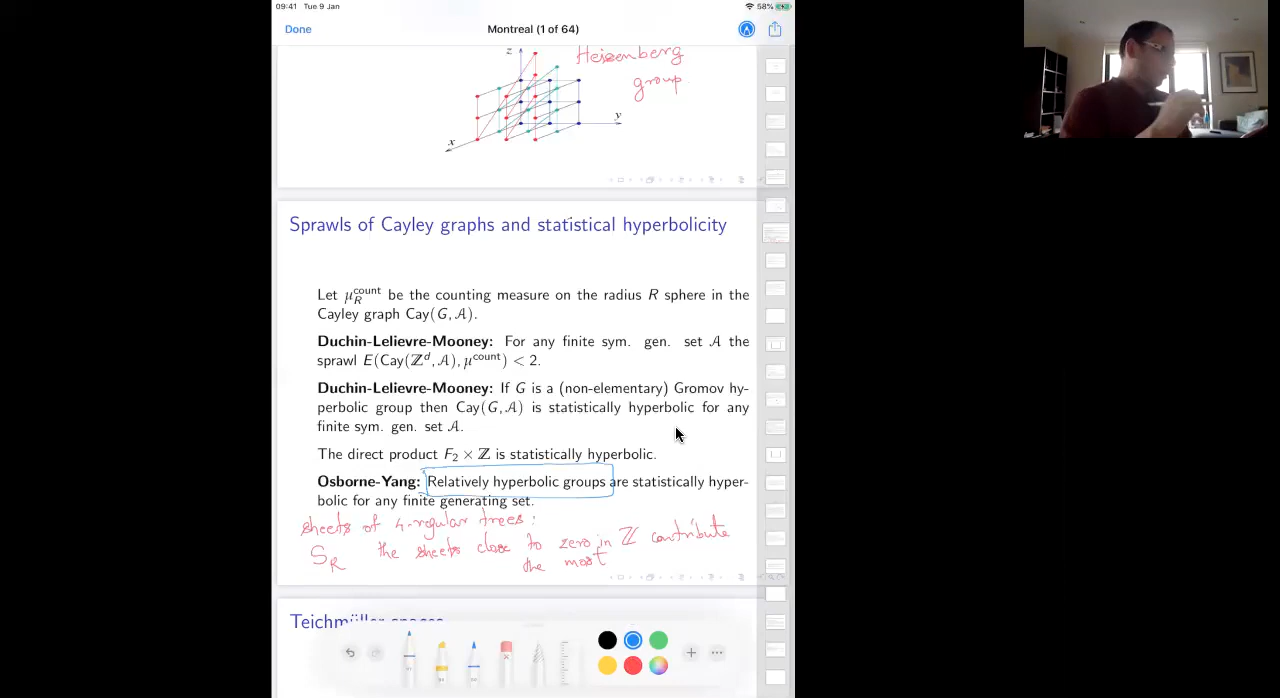 09:41 Tue 9 Jan
58%
Done
Montreal (1 of 64)
z
y
x
Heisenberg
group.
Sprawls of Cayley graphs and statistical hyperbolicity
Let μ_R^count be the counting measure on the radius R sphere in the
Cayley graph Cay(G, 𝒜).
Duchin-Lelievre-Mooney: For any finite sym. gen. set 𝒜 the
sprawl E(Cay(ℤ^d, 𝒜), μ^count) < 2.
Duchin-Lelievre-Mooney: If G is a (non-elementary) Gromov hy-
perbolic group then Cay(G, 𝒜) is statistically hyperbolic for any
finite sym. gen. set 𝒜.
The direct product F₂ × ℤ is statistically hyperbolic.
Osborne-Yang: Relatively hyperbolic groups are statistically hyper-
bolic for any finite generating set.
sheets of 4-regular trees:
S_R the sheets close to zero in ℤ contribute
the most
Teichmüller spaces